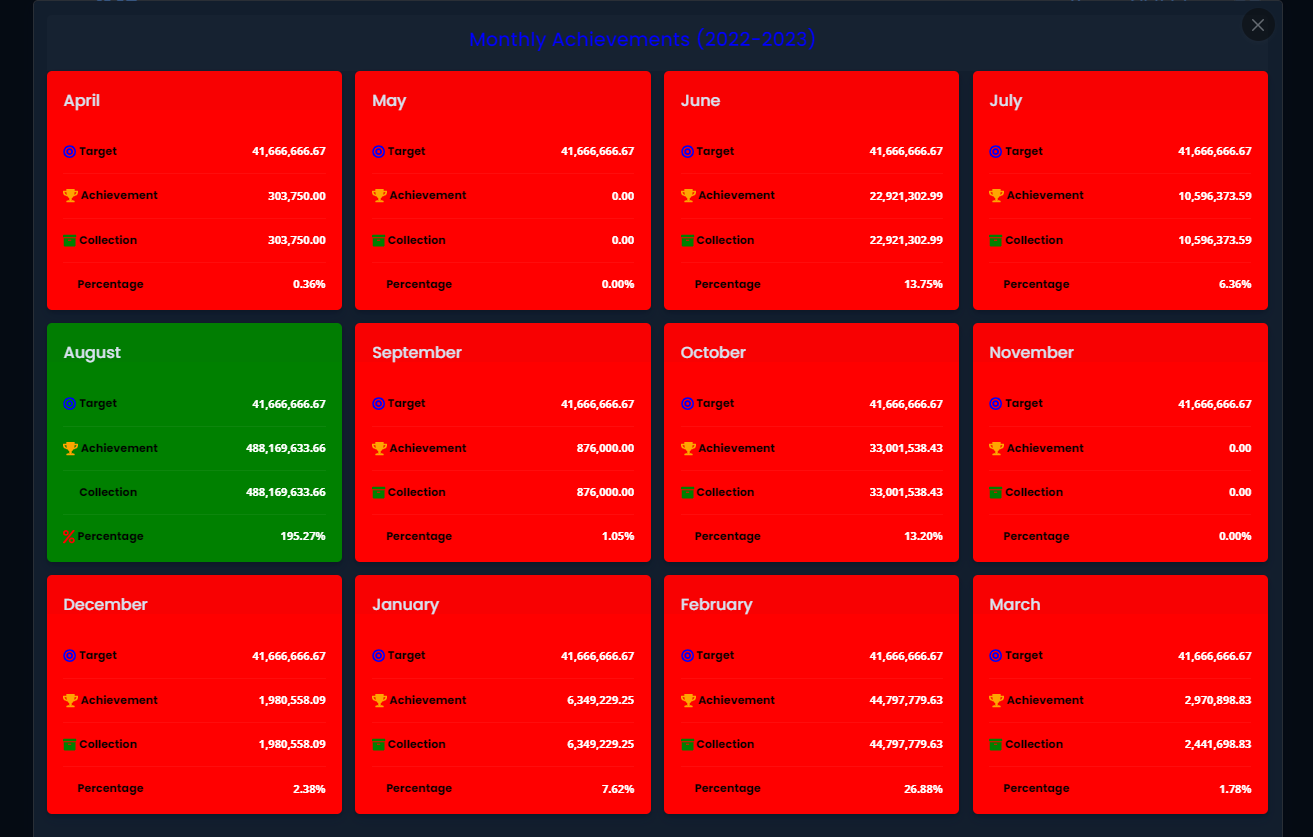 Monthly Achievements (2022-2023)
April
Target 41,666,666.67
Achievement 303,750.00
Collection 303,750.00
Percentage 0.36%
May
Target 41,666,666.67
Achievement 0.00
Collection 0.00
Percentage 0.00%
June
Target 41,666,666.67
Achievement 22,921,302.99
Collection 22,921,302.99
Percentage 13.75%
July
Target 41,666,666.67
Achievement 10,596,373.59
Collection 10,596,373.59
Percentage 6.36%
August
Target 41,666,666.67
Achievement 488,169,633.66
Collection 488,169,633.66
Percentage 195.27%
September
Target 41,666,666.67
Achievement 876,000.00
Collection 876,000.00
Percentage 1.05%
October
Target 41,666,666.67
Achievement 33,001,538.43
Collection 33,001,538.43
Percentage 13.20%
November
Target 41,666,666.67
Achievement 0.00
Collection 0.00
Percentage 0.00%
December
Target 41,666,666.67
Achievement 1,980,558.09
Collection 1,980,558.09
Percentage 2.38%
January
Target 41,666,666.67
Achievement 6,349,229.25
Collection 6,349,229.25
Percentage 7.62%
February
Target 41,666,666.67
Achievement 44,797,779.63
Collection 44,797,779.63
Percentage 26.88%
March
Target 41,666,666.67
Achievement 2,970,898.83
Collection 2,441,698.83
Percentage 1.78%